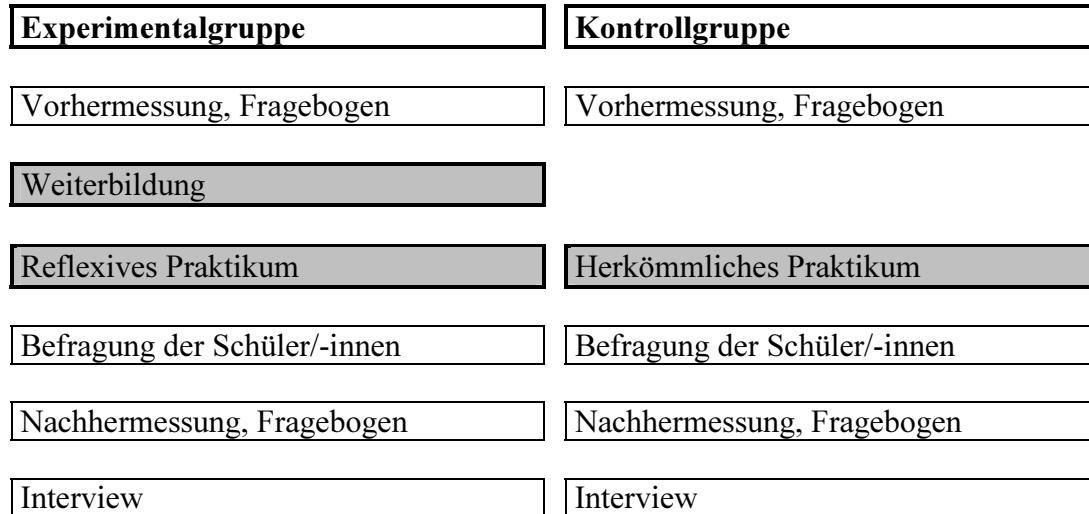 Experimentalgruppe
Kontrollgruppe
Vorhermessung, Fragebogen
Vorhermessung, Fragebogen
Weiterbildung
Reflexives Praktikum
Herkömmliches Praktikum
Befragung der Schüler/-innen
Befragung der Schüler/-innen
Nachhermessung, Fragebogen
Nachhermessung, Fragebogen
Interview
Interview